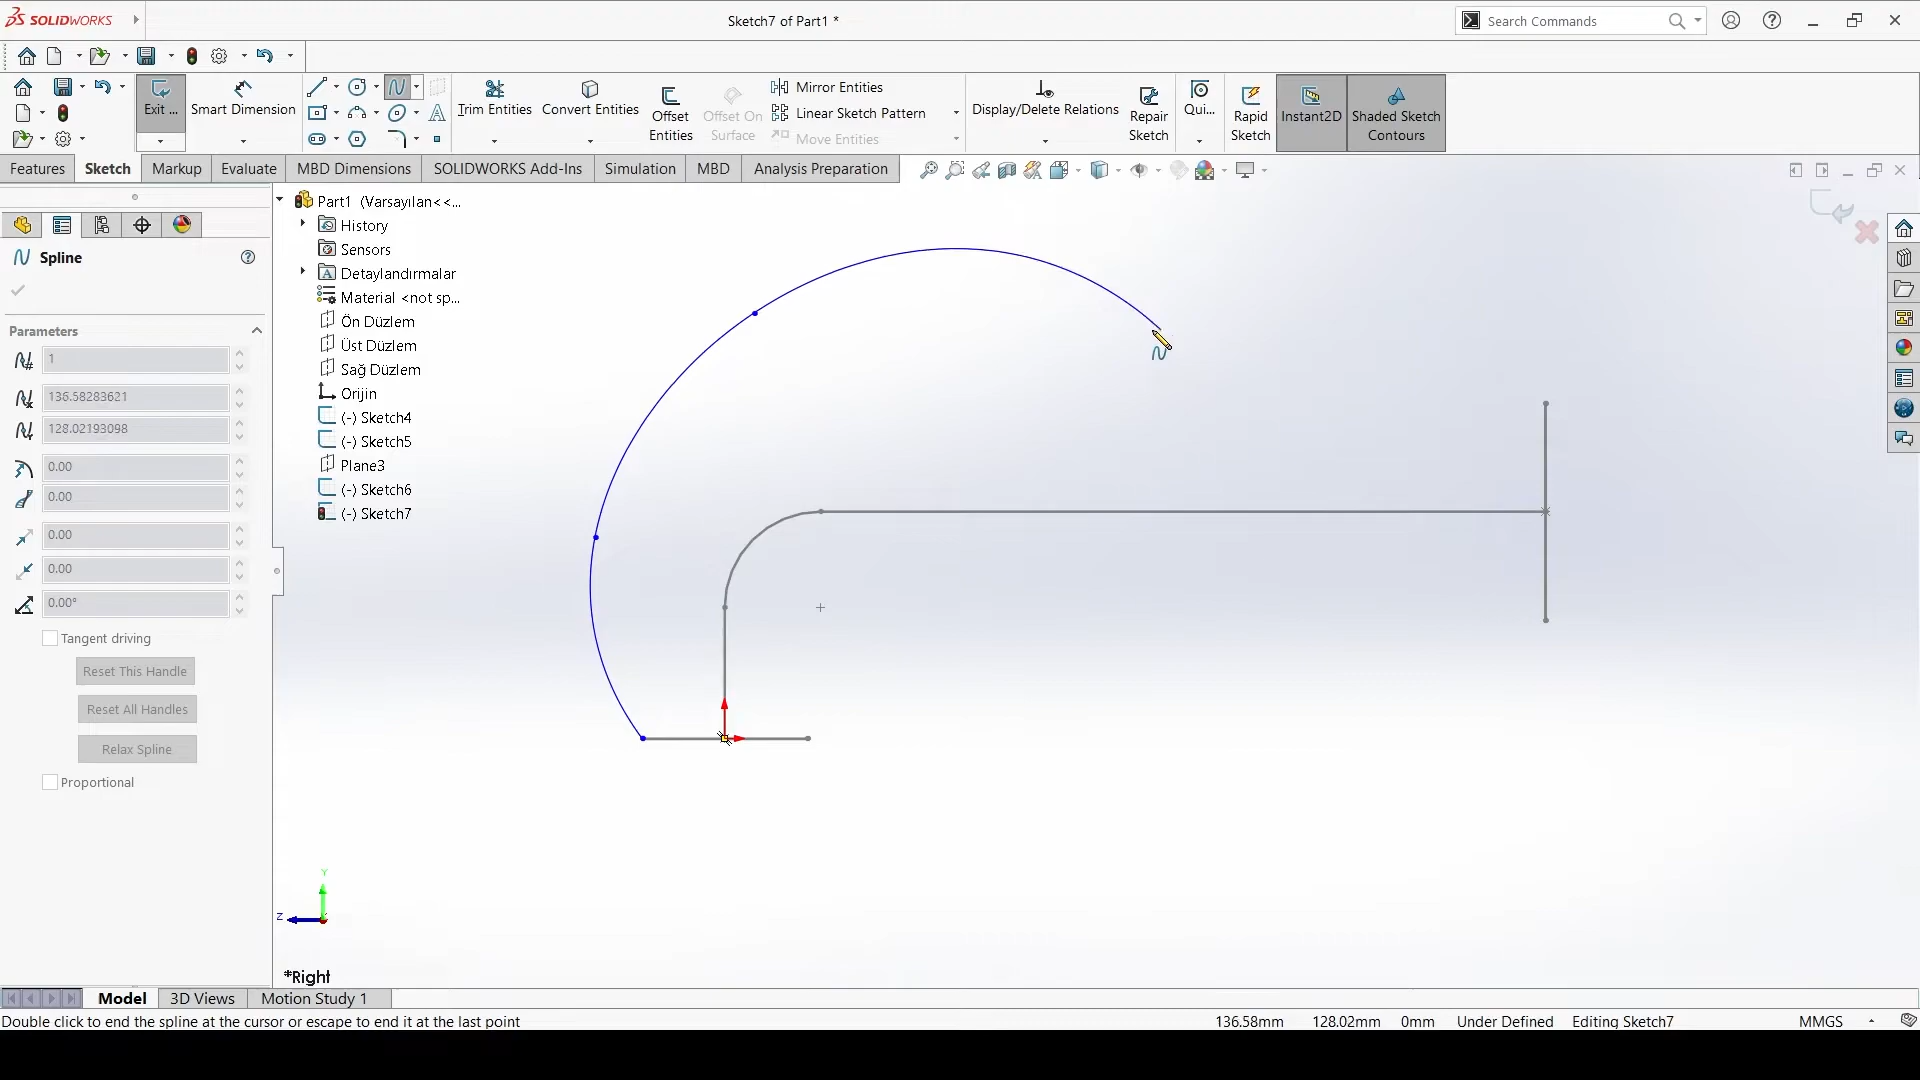 SOLIDWORKS
Sketch7 of Part1 *
Search Commands
Exit ...
Smart Dimension
Trim Entities
Convert Entities
Offset Entities
Offset On Surface
Mirror Entities
Linear Sketch Pattern
Move Entities
Display/Delete Relations
Repair Sketch
Qui...
Rapid Sketch
Instant2D
Shaded Sketch Contours
Features
Sketch
Markup
Evaluate
MBD Dimensions
SOLIDWORKS Add-Ins
Simulation
MBD
Analysis Preparation
Spline
Parameters
1
136.58283621
128.02193098
0.00
0.00
0.00
0.00
0.00°
Tangent driving
Reset This Handle
Reset All Handles
Relax Spline
Proportional
Part1 (Varsayılan<<...
History
Sensors
Detaylandırmalar
Material <not sp...
Ön Düzlem
Üst Düzlem
Sağ Düzlem
Orijin
(-) Sketch4
(-) Sketch5
Plane3
(-) Sketch6
(-) Sketch7
Y
Z
*Right
Model
3D Views
Motion Study 1
Double click to end the spline at the cursor or escape to end it at the last point
136.58mm
128.02mm
0mm
Under Defined
Editing Sketch7
MMGS